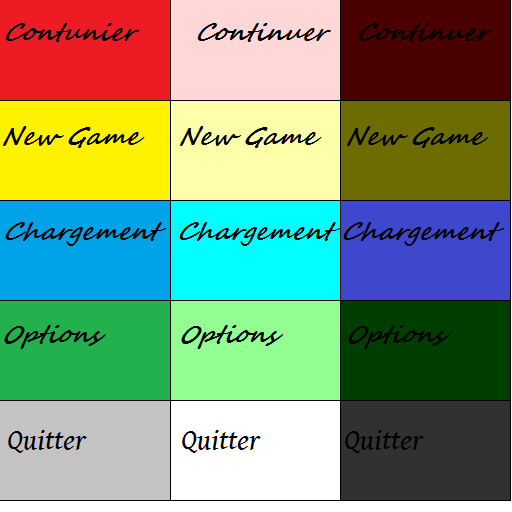 Contunier Continuer Continuer
New Game New Game New Game
Chargement Chargement Chargement
Options Options Options
Quitter Quitter Quitter